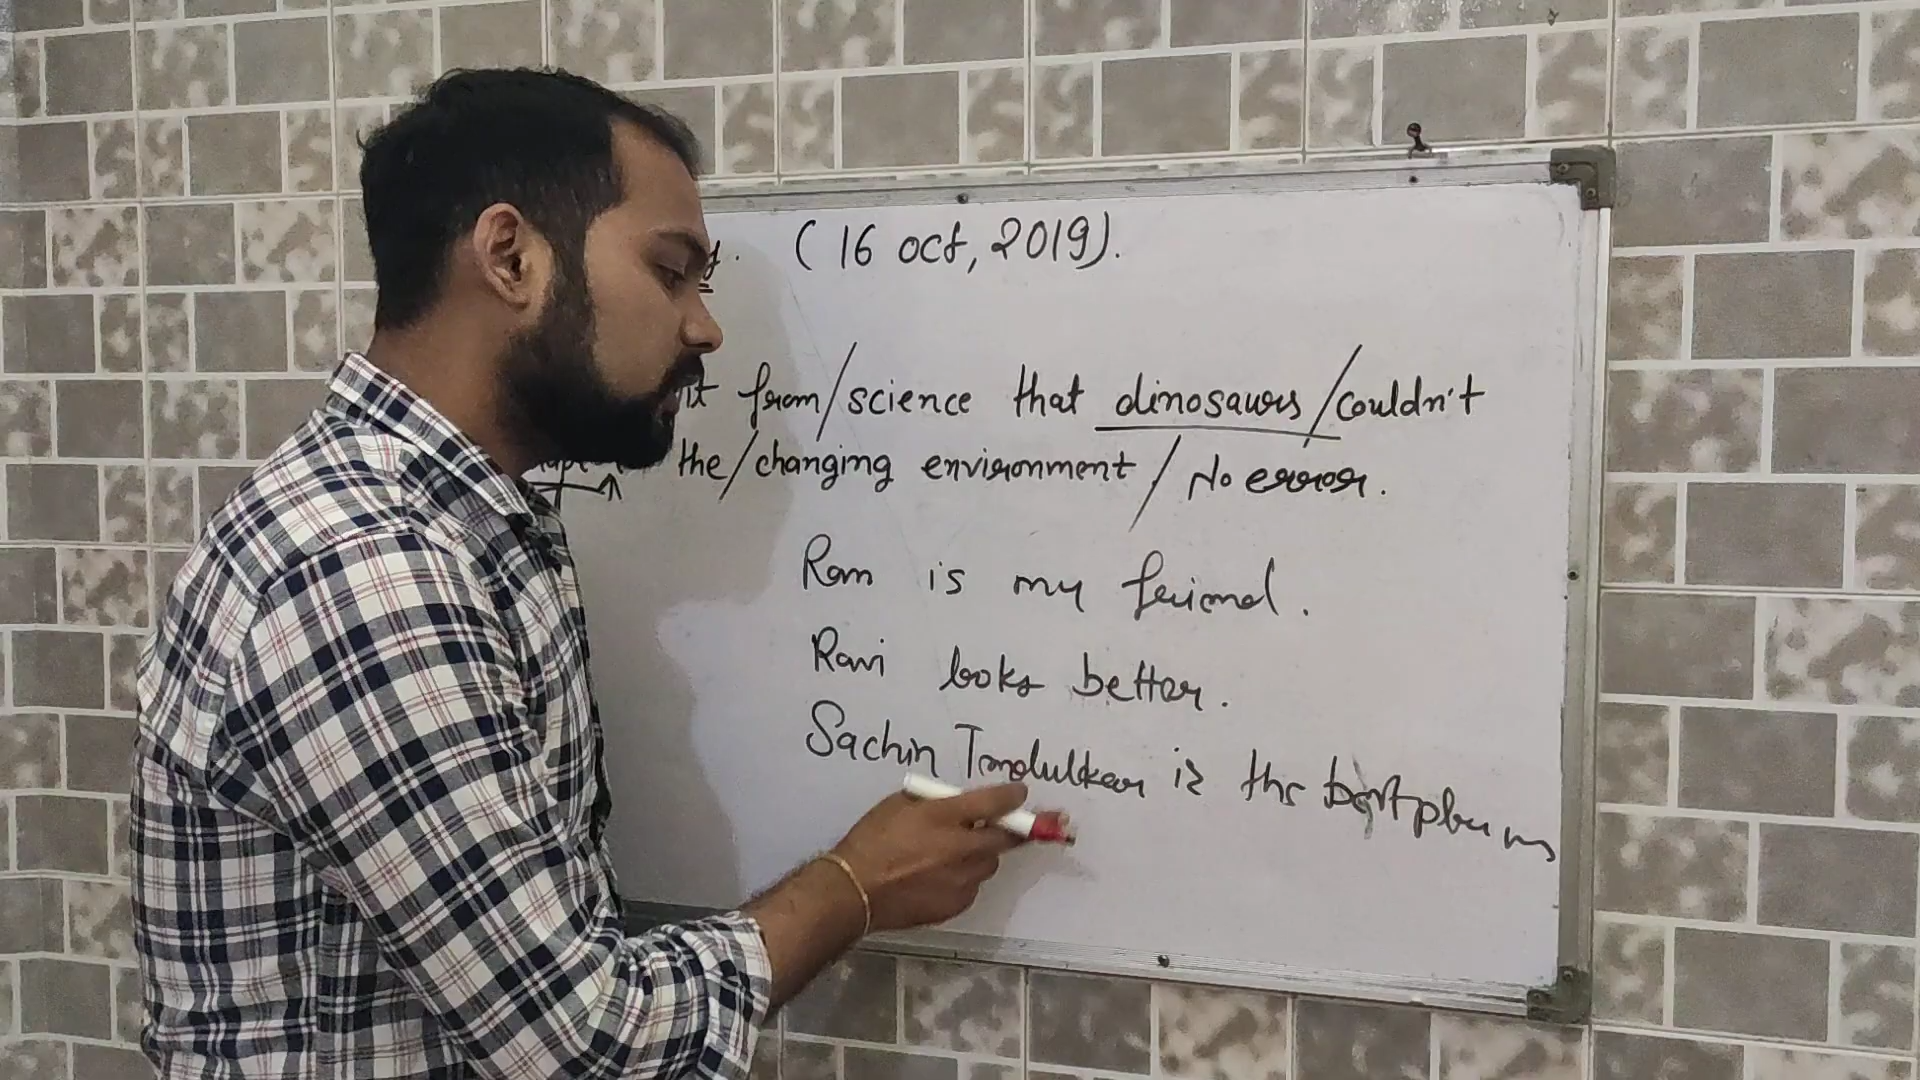 (16 oct, 2019).
from/science that dinosaurs/couldn't
the/changing environment/No error.
Ram is my friend.
Ravi looks better.
Sachin Tendulkar is the best